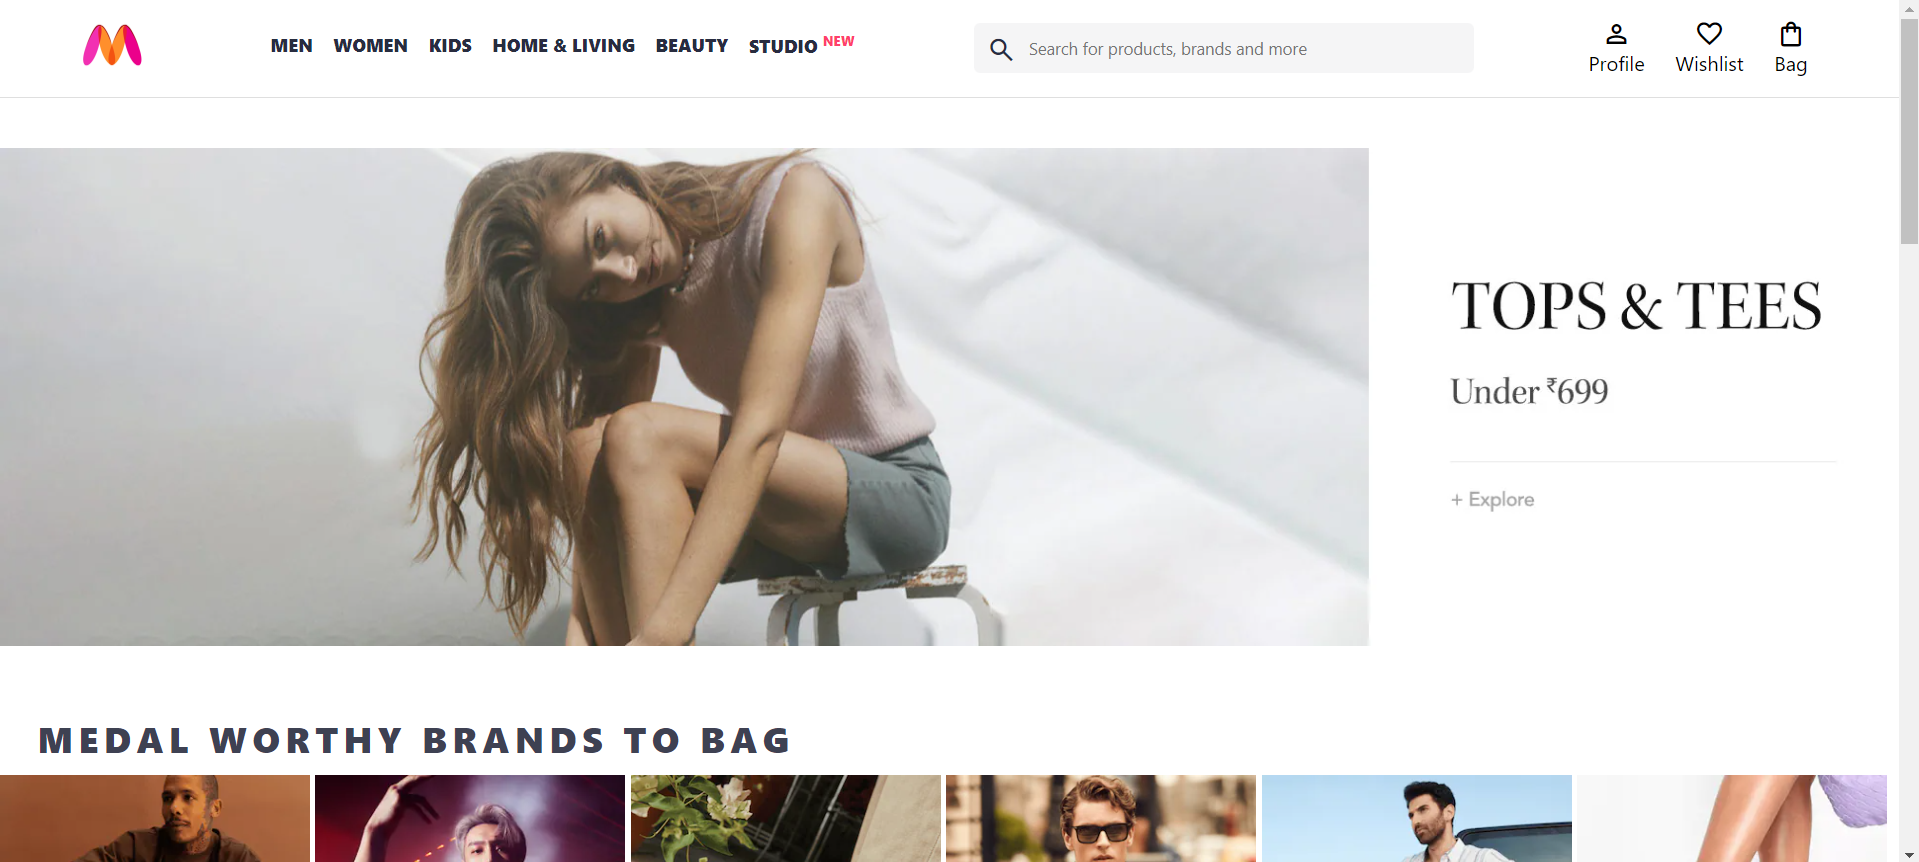 MEN WOMEN KIDS HOME & LIVING BEAUTY STUDIO NEW
Search for products, brands and more
Profile Wishlist Bag
TOPS & TEES
Under ₹699
+ Explore
MEDAL WORTHY BRANDS TO BAG